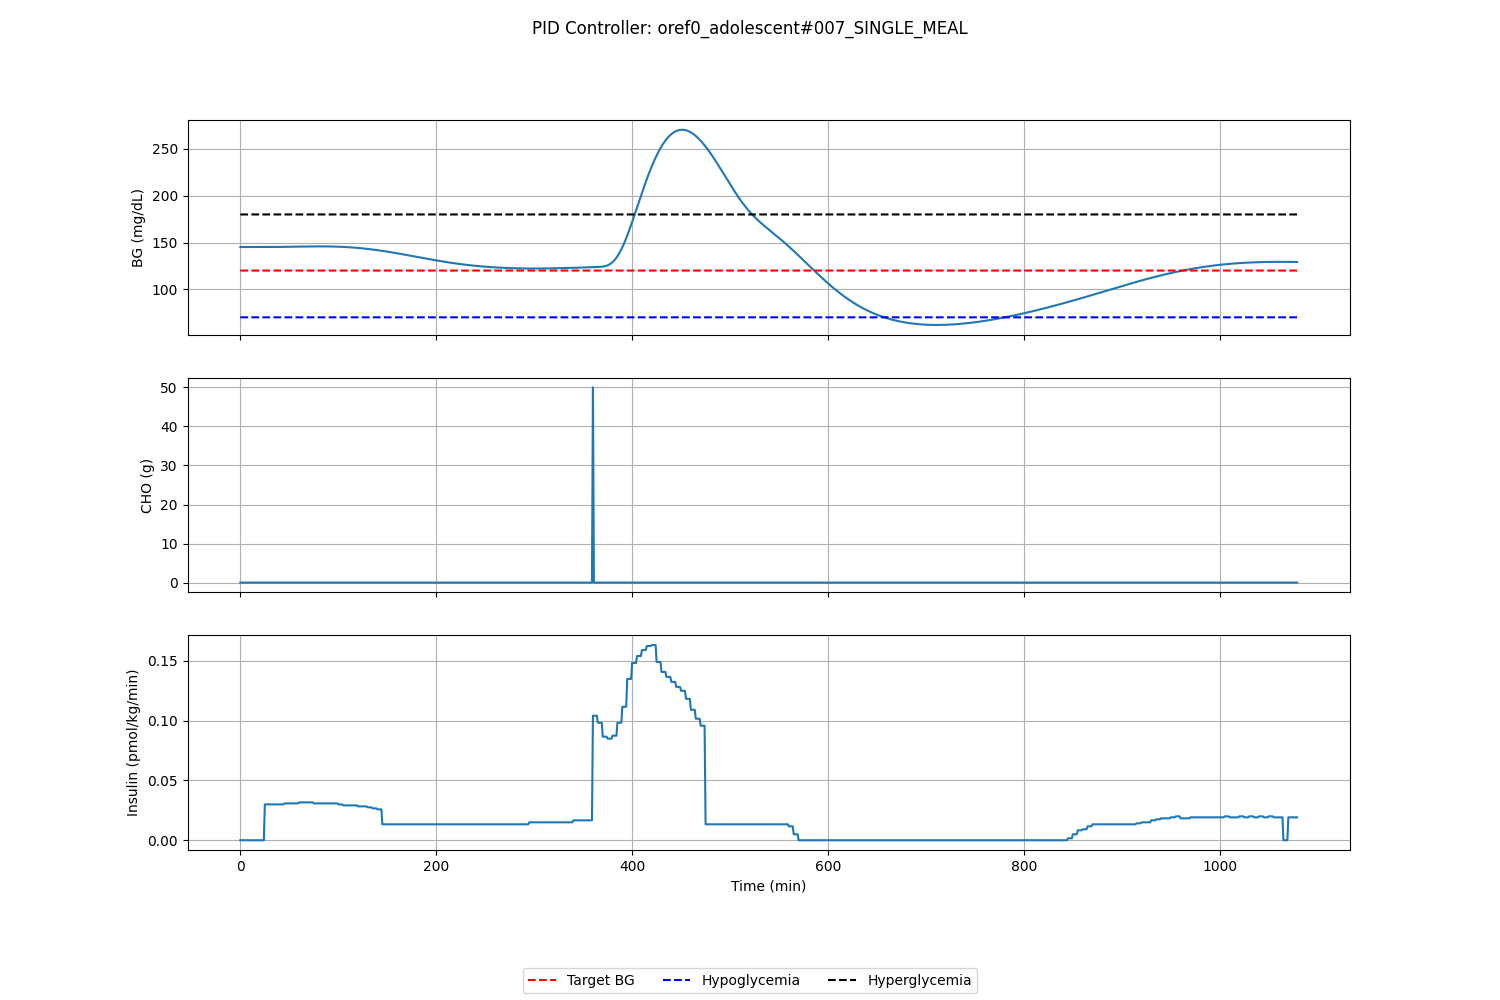 PID Controller: oref0_adolescent#007_SINGLE_MEAL
BG (mg/dL)
250
200
150
100
CHO (g)
50
40
30
20
10
0
Insulin (pmol/kg/min)
0.15
0.10
0.05
0.00
0 200 400 600 800 1000
Time (min)
Target BG Hypoglycemia Hyperglycemia